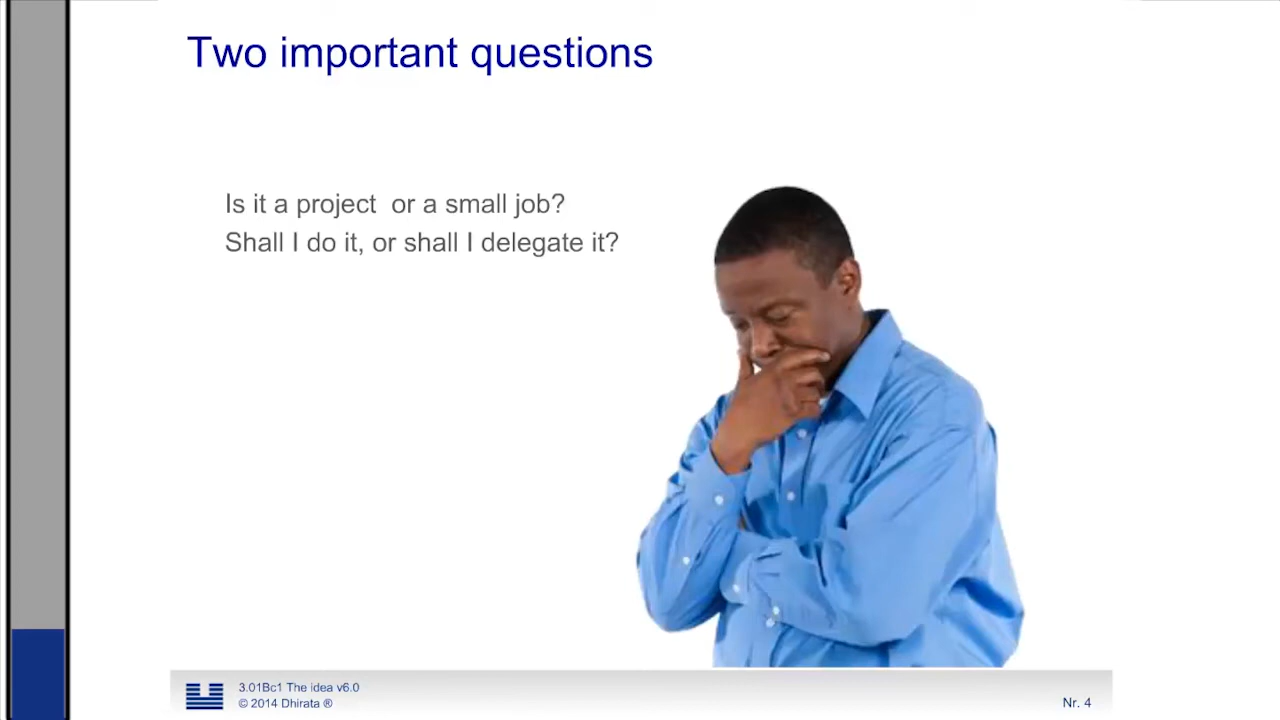 Two important questions
Is it a project  or a small job?
Shall I do it, or shall I delegate it?
3.01Bc1 The idea v6.0
© 2014 Dhirata ®
Nr. 4